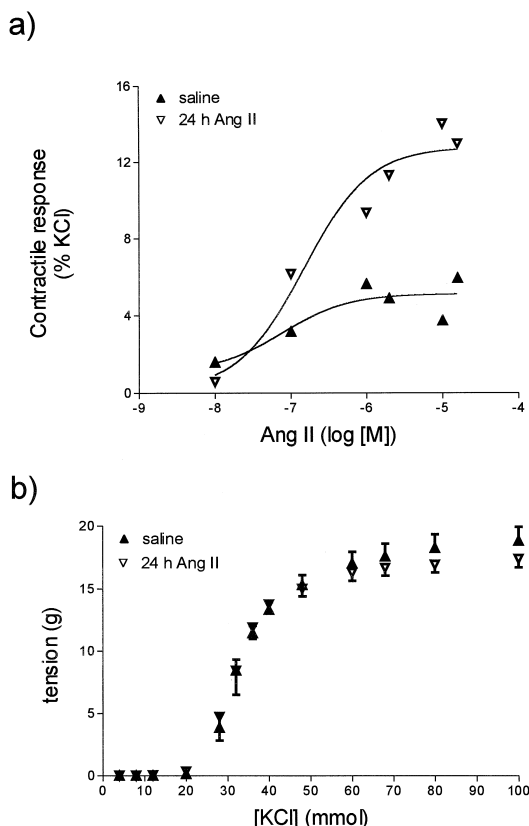 a)
16
saline
24 h Ang II
12
8
4
0
Contractile response
(% KCl)
-9 -8 -7 -6 -5 -4
Ang II (log [M])
b)
20
saline
24 h Ang II
15
10
5
0
tension (g)
0 10 20 30 40 50 60 70 80 90 100
[KCl] (mmol)